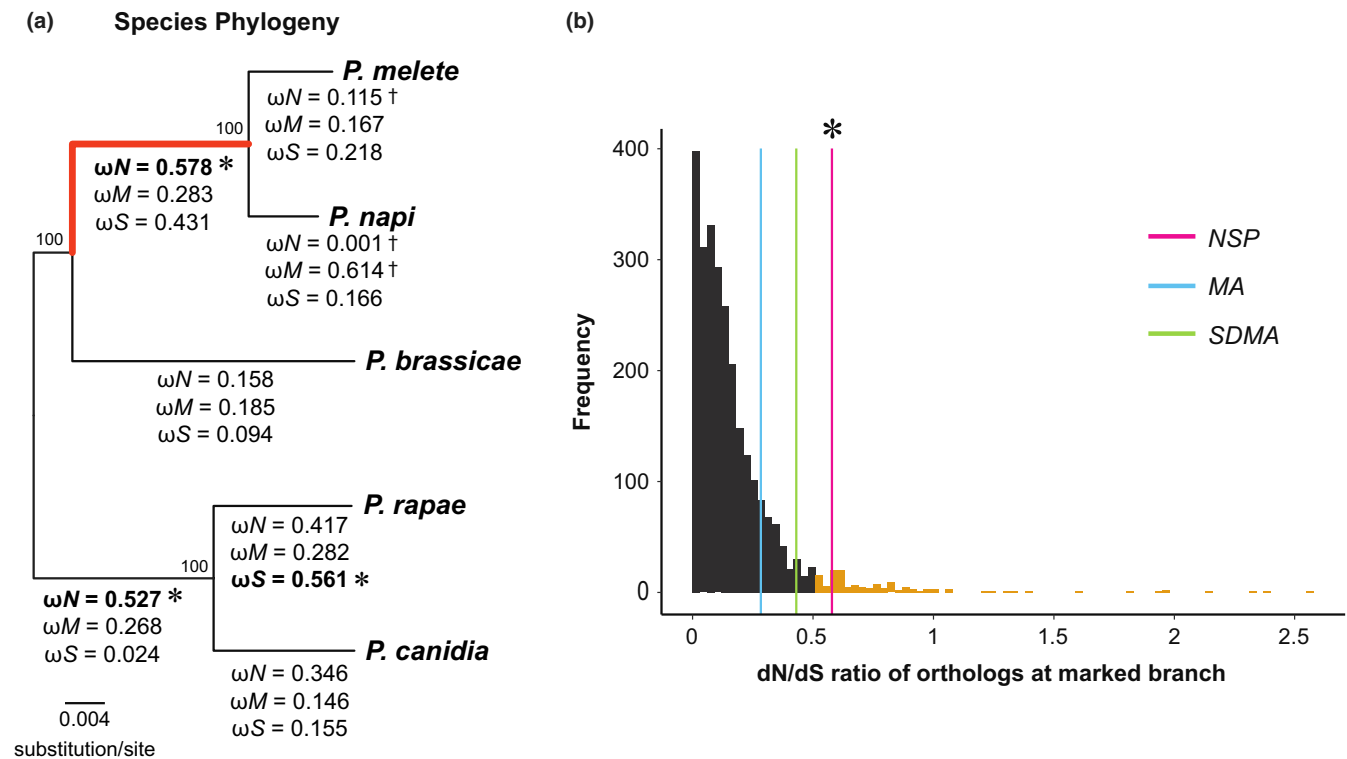 (a)
Species Phylogeny
P. melete
ωN = 0.115 †
ωM = 0.167
ωS = 0.218
100
ωN = 0.578 *
ωM = 0.283
ωS = 0.431
P. napi
ωN = 0.001 †
ωM = 0.614 †
ωS = 0.166
100
P. brassicae
ωN = 0.158
ωM = 0.185
ωS = 0.094
P. rapae
ωN = 0.417
ωM = 0.282
ωS = 0.561 *
100
ωN = 0.527 *
ωM = 0.268
ωS = 0.024
P. canidia
ωN = 0.346
ωM = 0.146
ωS = 0.155
0.004
substitution/site
(b)
*
400
300
200
100
0
Frequency
0 0.5 1 1.5 2 2.5
dN/dS ratio of orthologs at marked branch
NSP
MA
SDMA